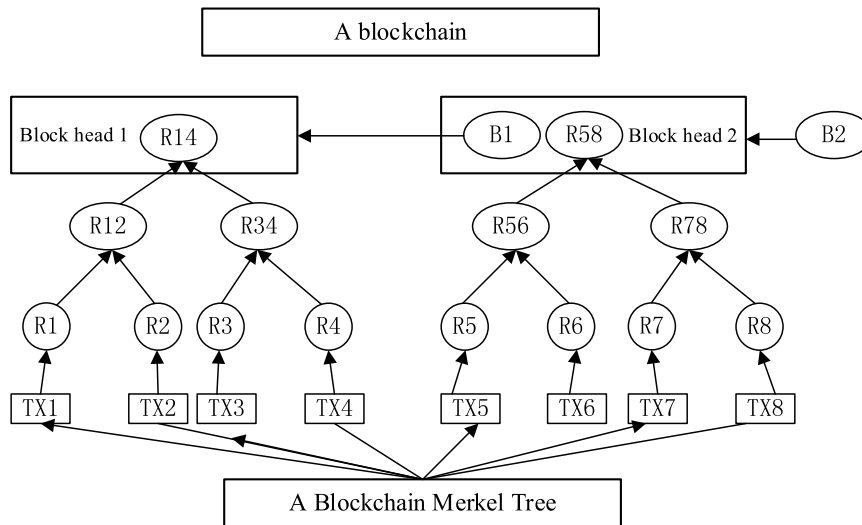 A blockchain
Block head 1 R14 B1 R58 Block head 2 B2
R12 R34 R56 R78
R1 R2 R3 R4 R5 R6 R7 R8
TX1 TX2 TX3 TX4 TX5 TX6 TX7 TX8
A Blockchain Merkel Tree